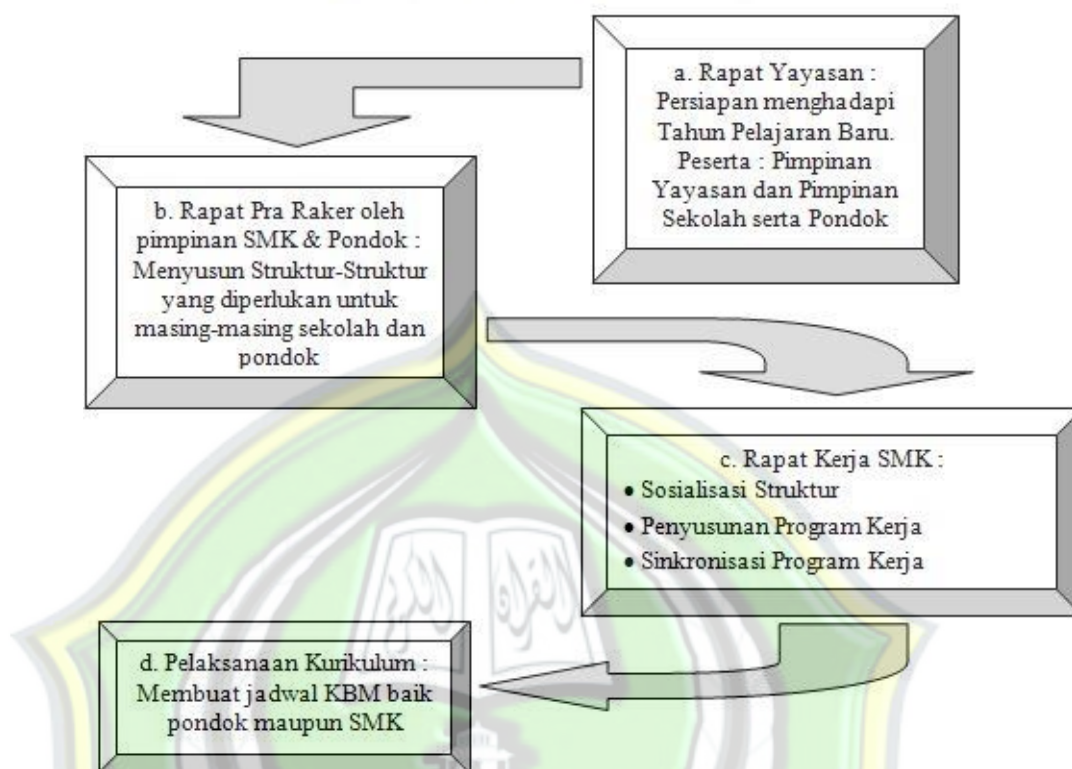 a. Rapat Yayasan :
Persiapan menghadapi
Tahun Pelajaran Baru.
Peserta : Pimpinan
Yayasan dan Pimpinan
Sekolah serta Pondok
b. Rapat Pra Raker oleh
pimpinan SMK & Pondok :
Menyusun Struktur-Struktur
yang diperlukan untuk
masing-masing sekolah dan
pondok
c. Rapat Kerja SMK :
• Sosialisasi Struktur
• Penyusunan Program Kerja
• Sinkronisasi Program Kerja
d. Pelaksanaan Kurikulum :
Membuat jadwal KBM baik
pondok maupun SMK